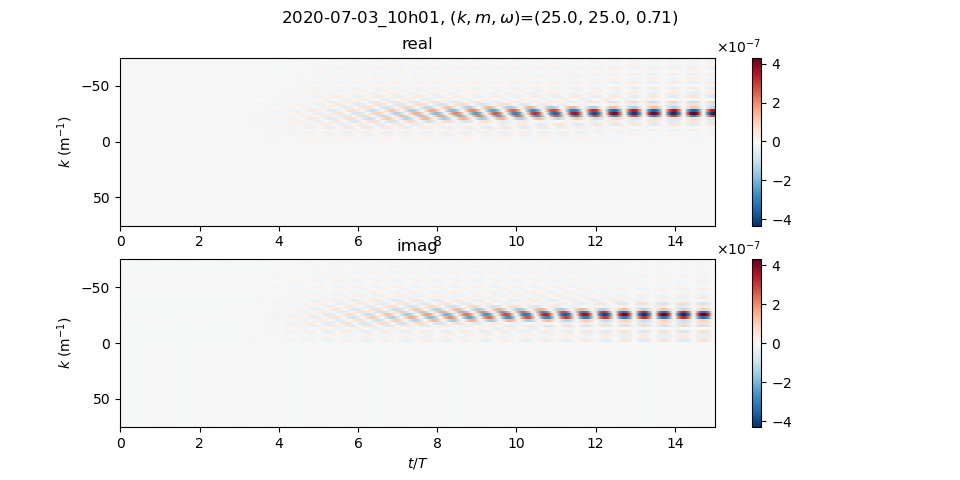 2020-07-03_10h01, (k, m, ω)=(25.0, 25.0, 0.71)
real
×10⁻⁷
k (m⁻¹)
−50
0
50
4
2
0
−2
−4
0 2 4 6 8 10 12 14
imag
×10⁻⁷
k (m⁻¹)
−50
0
50
4
2
0
−2
−4
0 2 4 6 8 10 12 14
t/T